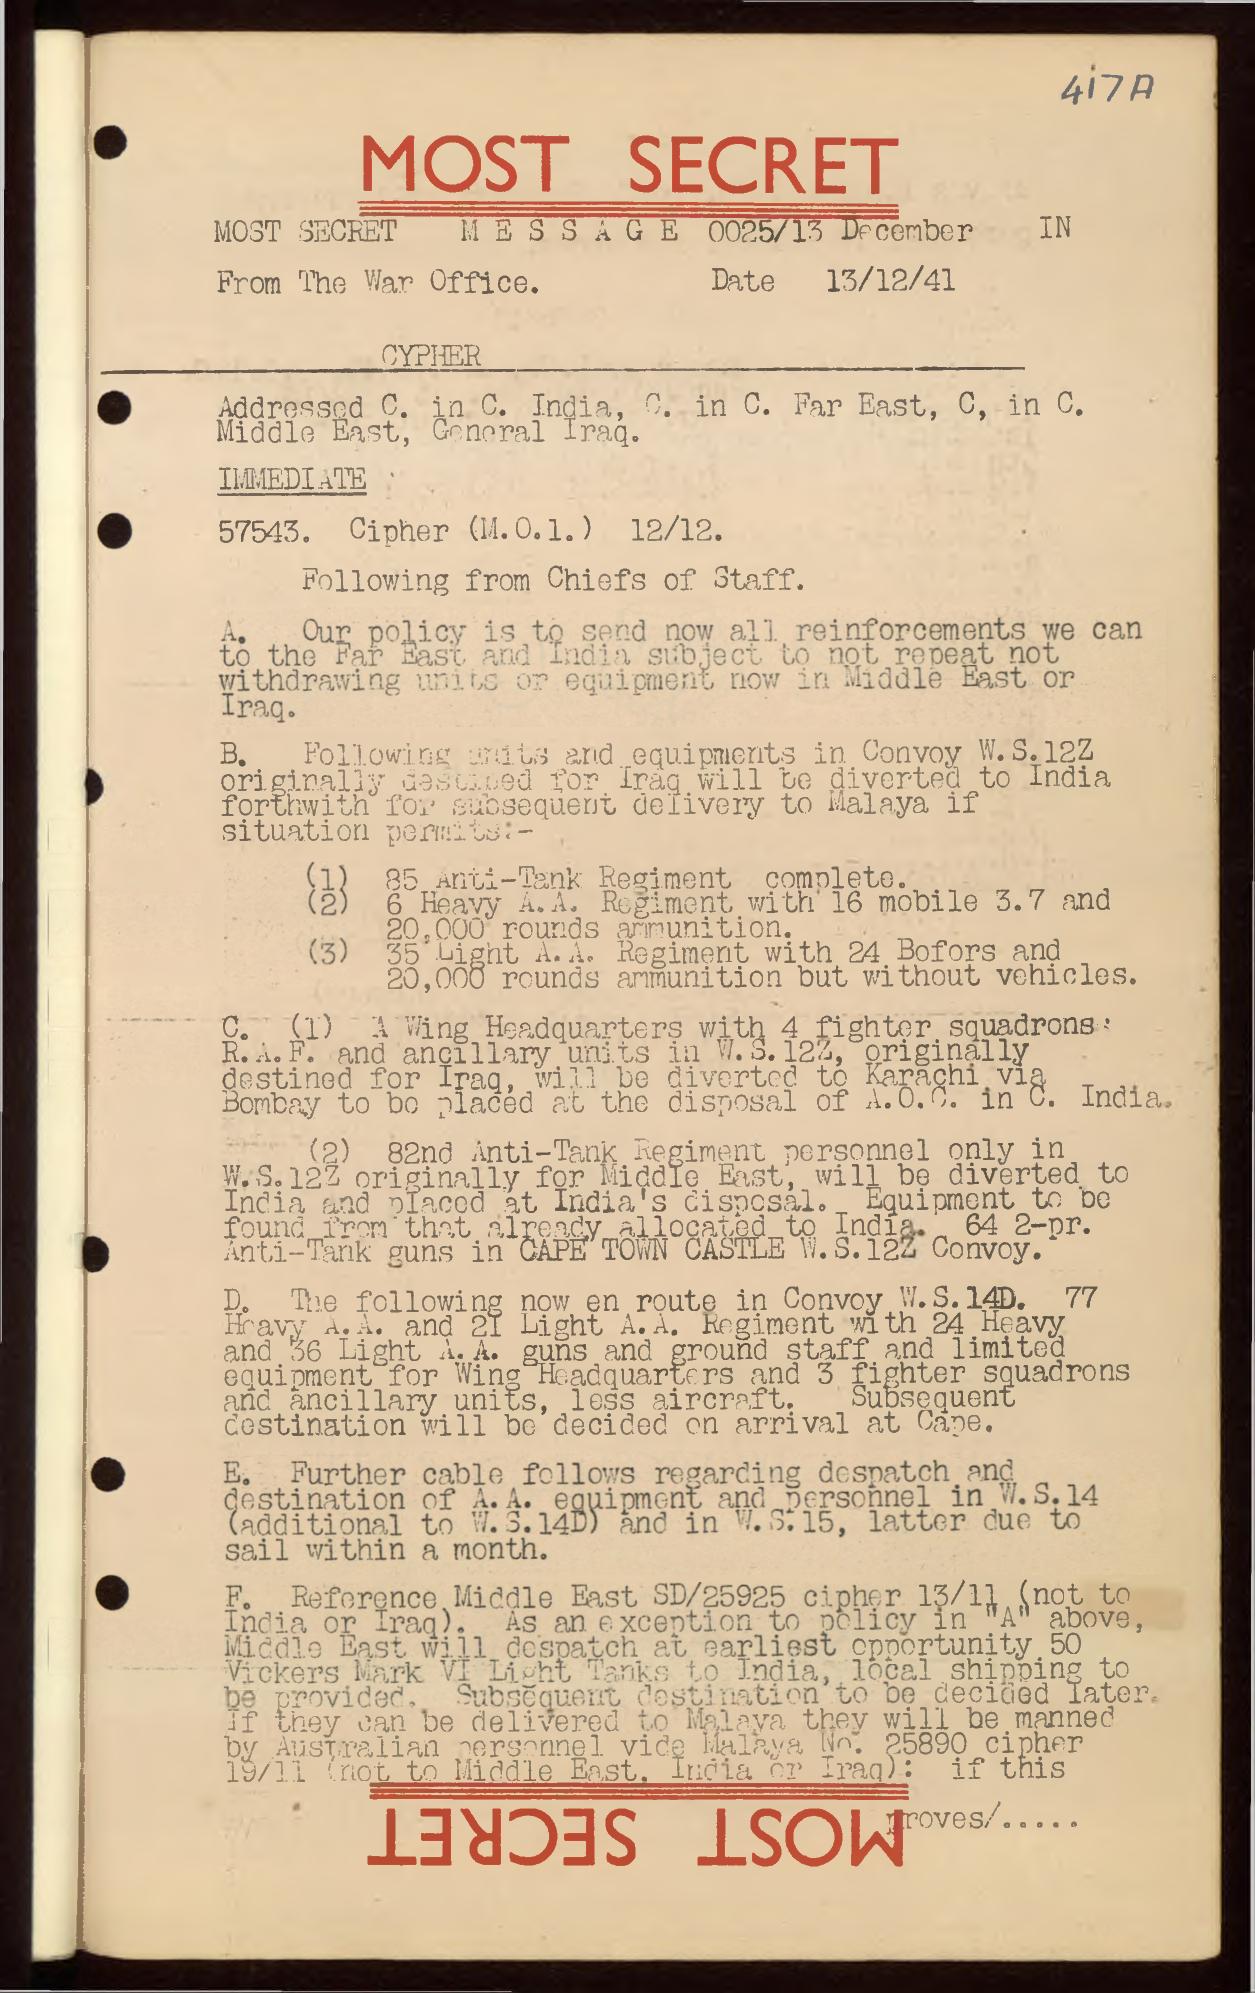 417A
MOST SECRET
MOST SECRET M E S S A G E 0025/13 December IN
From The War Office. Date 13/12/41
CYPHER
Addressed C. in C. India, C. in C. Far East, C, in C.
Middle East, General Iraq.
IMMEDIATE
57543. Cipher (M.O.1.) 12/12.
Following from Chiefs of Staff.
A. Our policy is to send now all reinforcements we can
to the Far East and India subject to not repeat not
withdrawing units or equipment now in Middle East or
Iraq.
B. Following units and equipments in Convoy W.S.12Z
originally destined for Iraq will be diverted to India
forthwith for subsequent delivery to Malaya if
situation permits:-
(1) 85 Anti-Tank Regiment complete.
(2) 6 Heavy A.A. Regiment with 16 mobile 3.7 and
20,000 rounds ammunition.
(3) 35 Light A.A. Regiment with 24 Bofors and
20,000 rounds ammunition but without vehicles.
C. (1) A Wing Headquarters with 4 fighter squadrons:
R.A.F. and ancillary units in W.S.12Z, originally
destined for Iraq, will be diverted to Karachi via
Bombay to be placed at the disposal of A.O.C. in C. India.
(2) 82nd Anti-Tank Regiment personnel only in
W.S.12Z originally for Middle East, will be diverted to
India and placed at India's disposal. Equipment to be
found from that already allocated to India. 64 2-pr.
Anti-Tank guns in CAPE TOWN CASTLE W.S.12Z Convoy.
D. The following now en route in Convoy W.S.14D. 77
Heavy A.A. and 21 Light A.A. Regiment with 24 Heavy
and 36 Light A.A. guns and ground staff and limited
equipment for Wing Headquarters and 3 fighter squadrons
and ancillary units, less aircraft. Subsequent
destination will be decided on arrival at Cape.
E. Further cable follows regarding despatch and
destination of A.A. equipment and personnel in W.S.14
(additional to W.S.14D) and in W.S.15, latter due to
sail within a month.
F. Reference Middle East SD/25925 cipher 13/11 (not to
India or Iraq). As an exception to policy in "A" above,
Middle East will despatch at earliest opportunity 50
Vickers Mark VI Light Tanks to India, local shipping to
be provided. Subsequent destination to be decided later.
If they can be delivered to Malaya they will be manned
by Australian personnel vide Malaya No. 25890 cipher
19/11 (not to Middle East, India or Iraq): if this
proves/.....
MOST SECRET